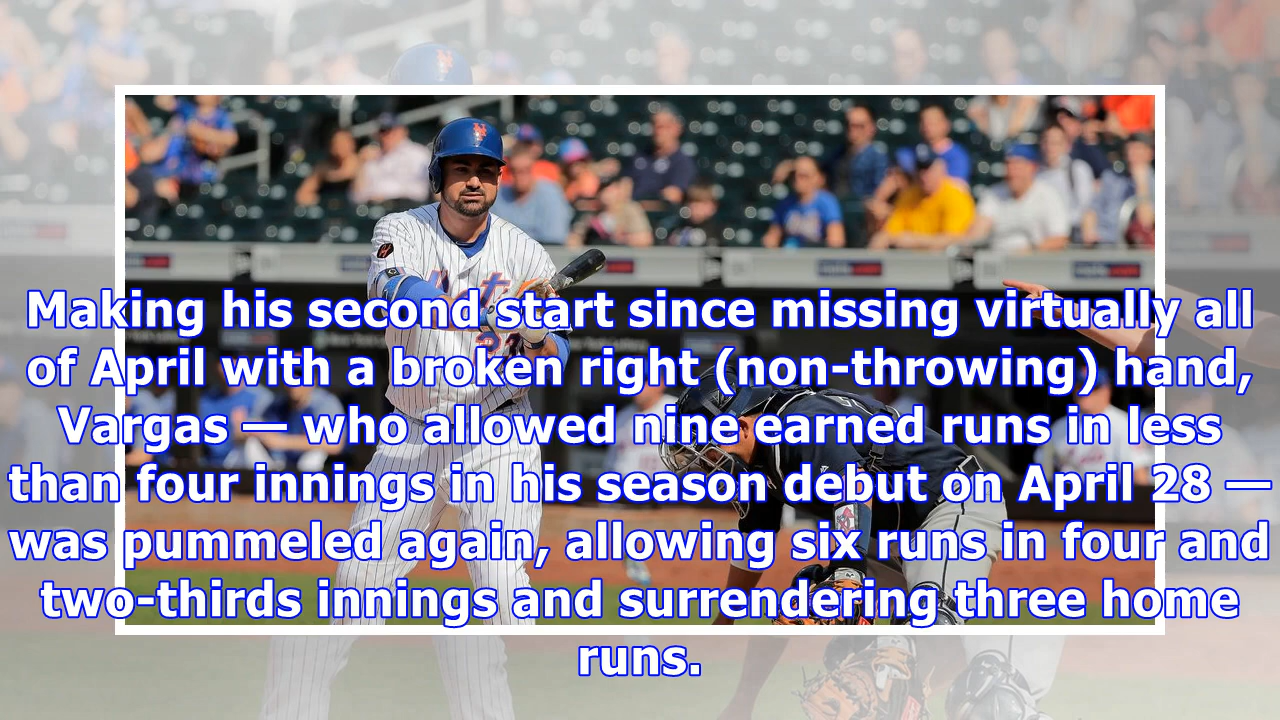 Making his second start since missing virtually all
of April with a broken right (non-throwing) hand,
Vargas — who allowed nine earned runs in less
than four innings in his season debut on April 28 —
was pummeled again, allowing six runs in four and
two-thirds innings and surrendering three home
runs.